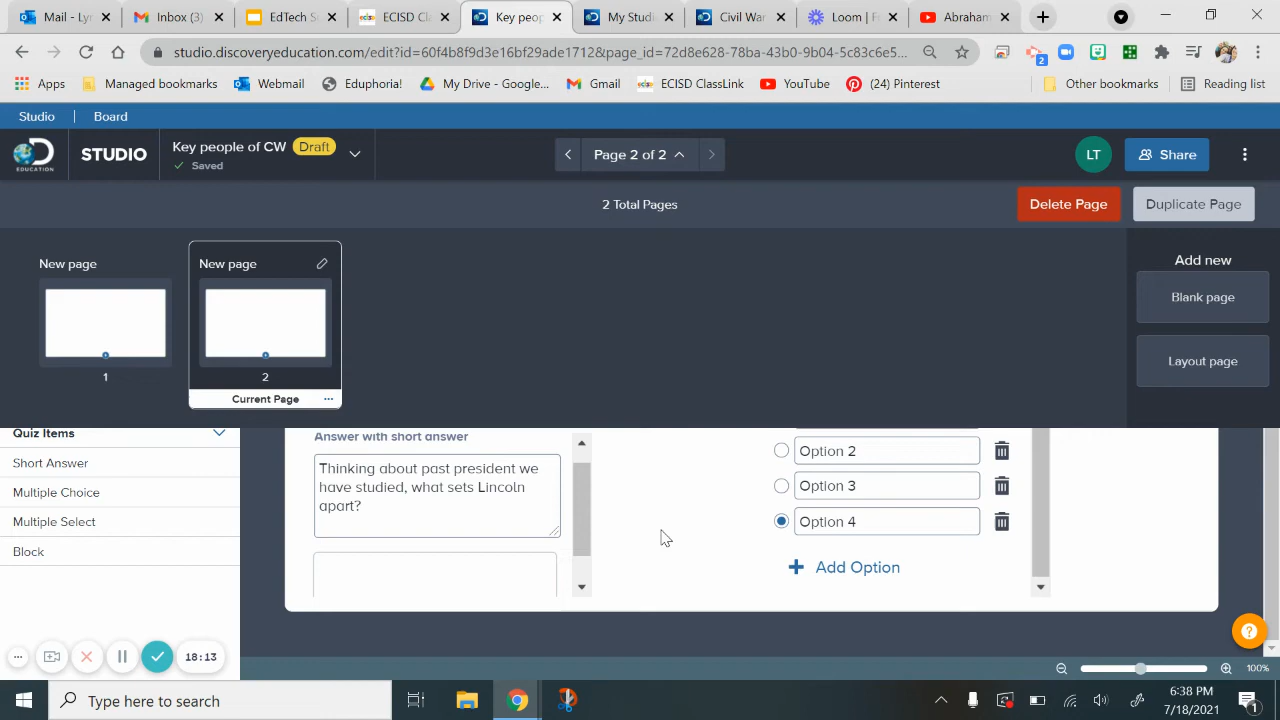 Mail - Lyn
Inbox (3)
EdTech S
ECISD Cl
Key peop
My Studi
Civil War
Loom | F
Abraham
studio.discoveryeducation.com/edit?id=60f4b8f9d3e16bf29ade1712&page_id=72d8e628-781a-43b0-9b04-5c83c6e5...
2
Apps
Managed bookmarks
Webmail
Eduphoria!
My Drive - Google...
Gmail
ECISD ClassLink
YouTube
(24) Pinterest
Other bookmarks
Reading list
Studio
Board
EDUCATION
STUDIO
Key people of CW
Draft
Saved
Page 2 of 2
LT
Share
2 Total Pages
Delete Page
Duplicate Page
New page
1
New page
2
Current Page
Add new
Blank page
Layout page
Quiz Items
Short Answer
Multiple Choice
Multiple Select
Block
Answer with short answer
Thinking about past president we
have studied, what sets Lincoln
apart?
Option 2
Option 3
Option 4
Add Option
18:13
100%
Type here to search
6:38 PM
7/18/2021
1